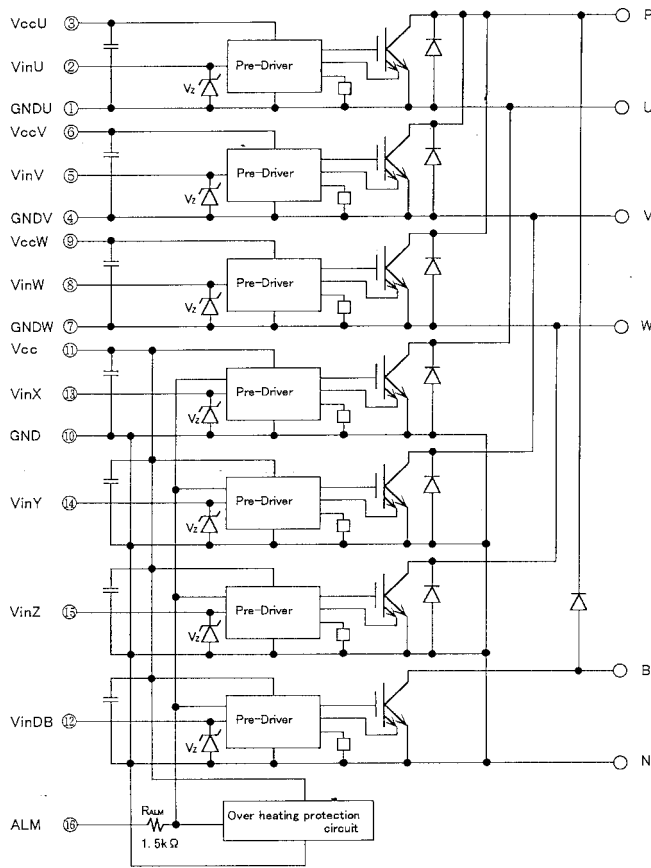 VccU ③ P
VinU ② Pre-Driver
Vz
GNDU ① U
VccV ⑥
VinV ⑤ Pre-Driver
Vz
GNDV ④ V
VccW ⑨
VinW ⑧ Pre-Driver
Vz
GNDW ⑦ W
Vcc ⑪
VinX ⑬ Pre-Driver
Vz
GND ⑩
VinY ⑭ Pre-Driver
Vz
VinZ ⑮ Pre-Driver
Vz
B
VinDB ⑫ Pre-Driver
Vz
N
ALM ⑯ RALM Over heating protection
1.5kΩ circuit